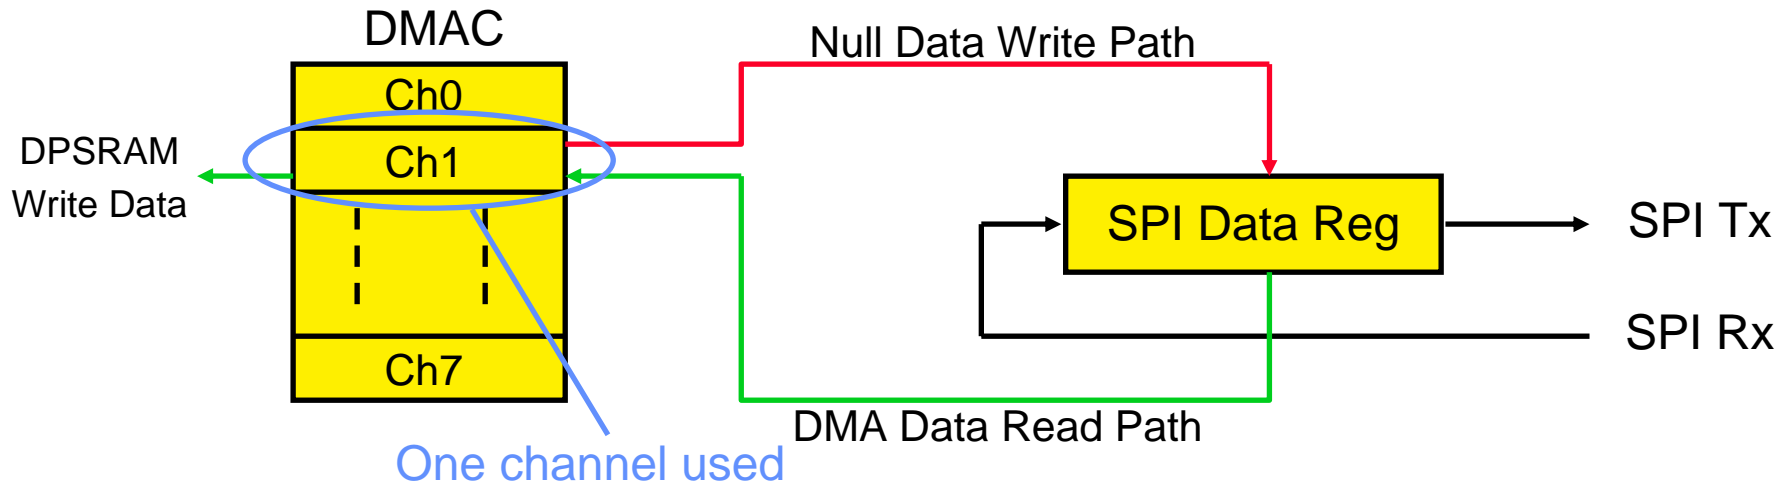 DMAC
Null Data Write Path
Ch0
DPSRAM
Write Data
Ch1
SPI Data Reg
SPI Tx
SPI Rx
Ch7
DMA Data Read Path
One channel used